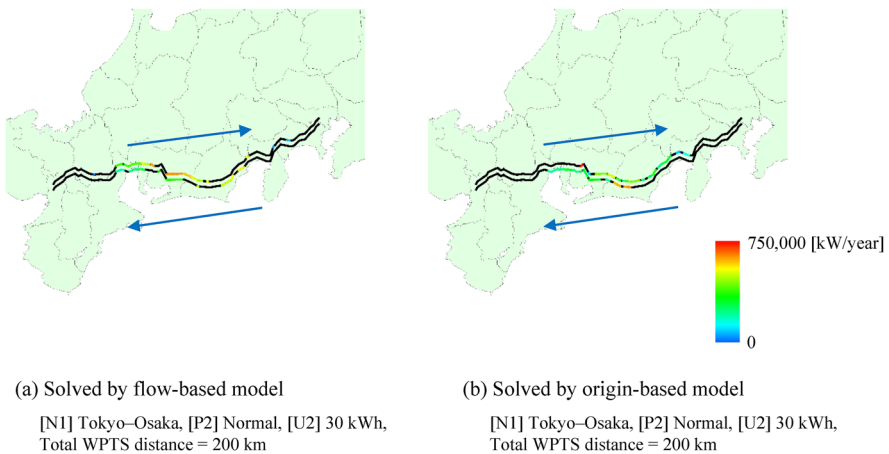 750,000 [kW/year]
0
(a) Solved by flow-based model
[N1] Tokyo–Osaka, [P2] Normal, [U2] 30 kWh,
Total WPTS distance = 200 km
(b) Solved by origin-based model
[N1] Tokyo–Osaka, [P2] Normal, [U2] 30 kWh,
Total WPTS distance = 200 km